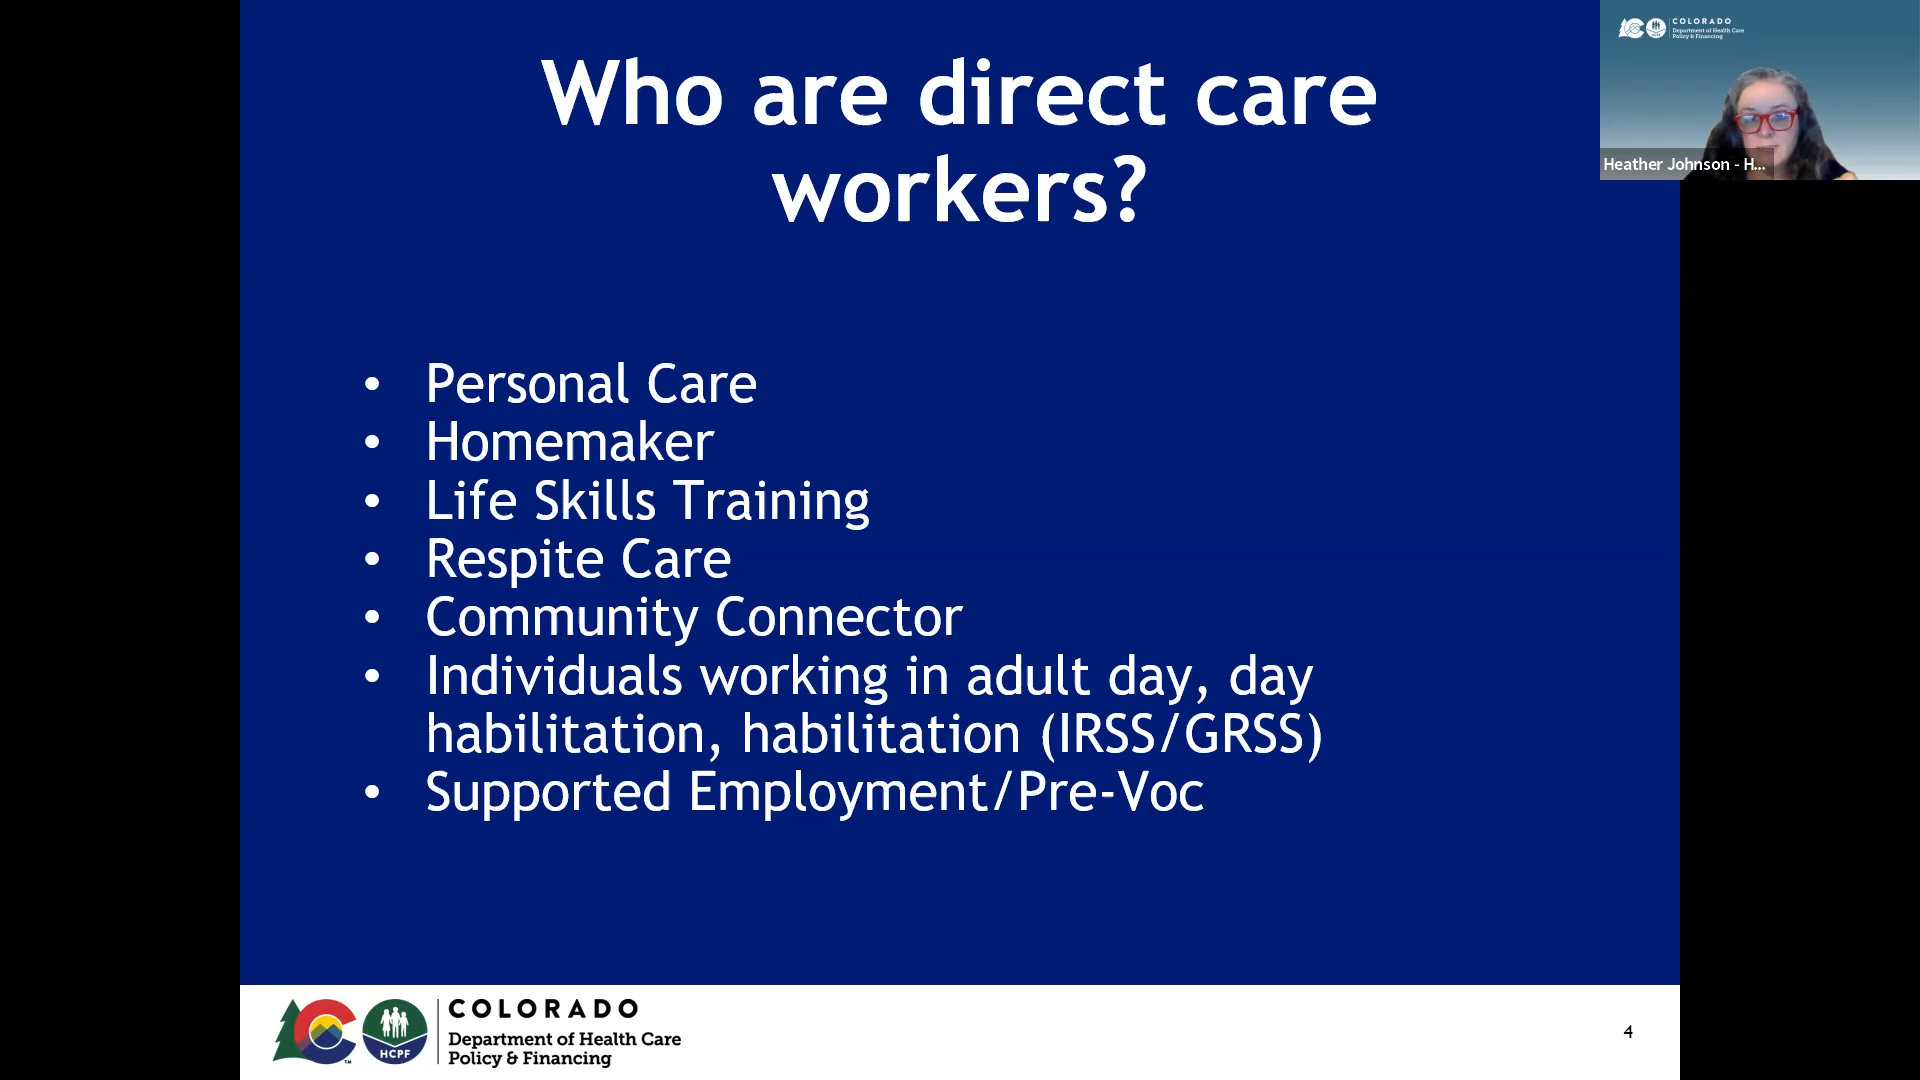 Who are direct care
workers?
COLORADO
Department of Health Care
Policy & Financing
Heather Johnson - H...
• Personal Care
• Homemaker
• Life Skills Training
• Respite Care
• Community Connector
• Individuals working in adult day, day
habilitation, habilitation (IRSS/GRSS)
• Supported Employment/Pre-Voc
HCPF
TM
COLORADO
Department of Health Care
Policy & Financing
4